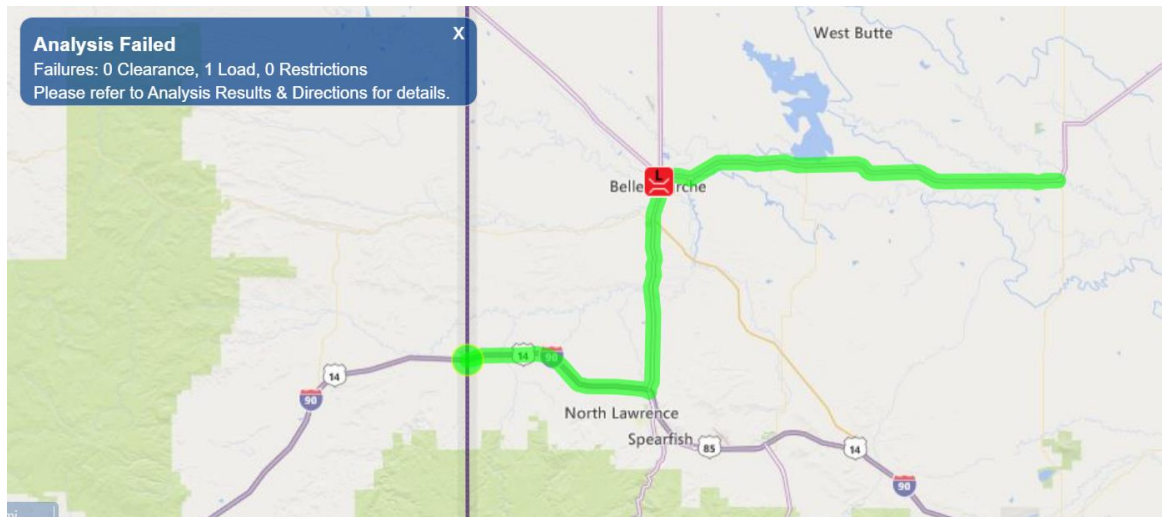 Analysis Failed
X
Failures: 0 Clearance, 1 Load, 0 Restrictions
Please refer to Analysis Results & Directions for details.
West Butte
L
Belle rche
14
90
14
90
North Lawrence
Spearfish
85
14
90
mi